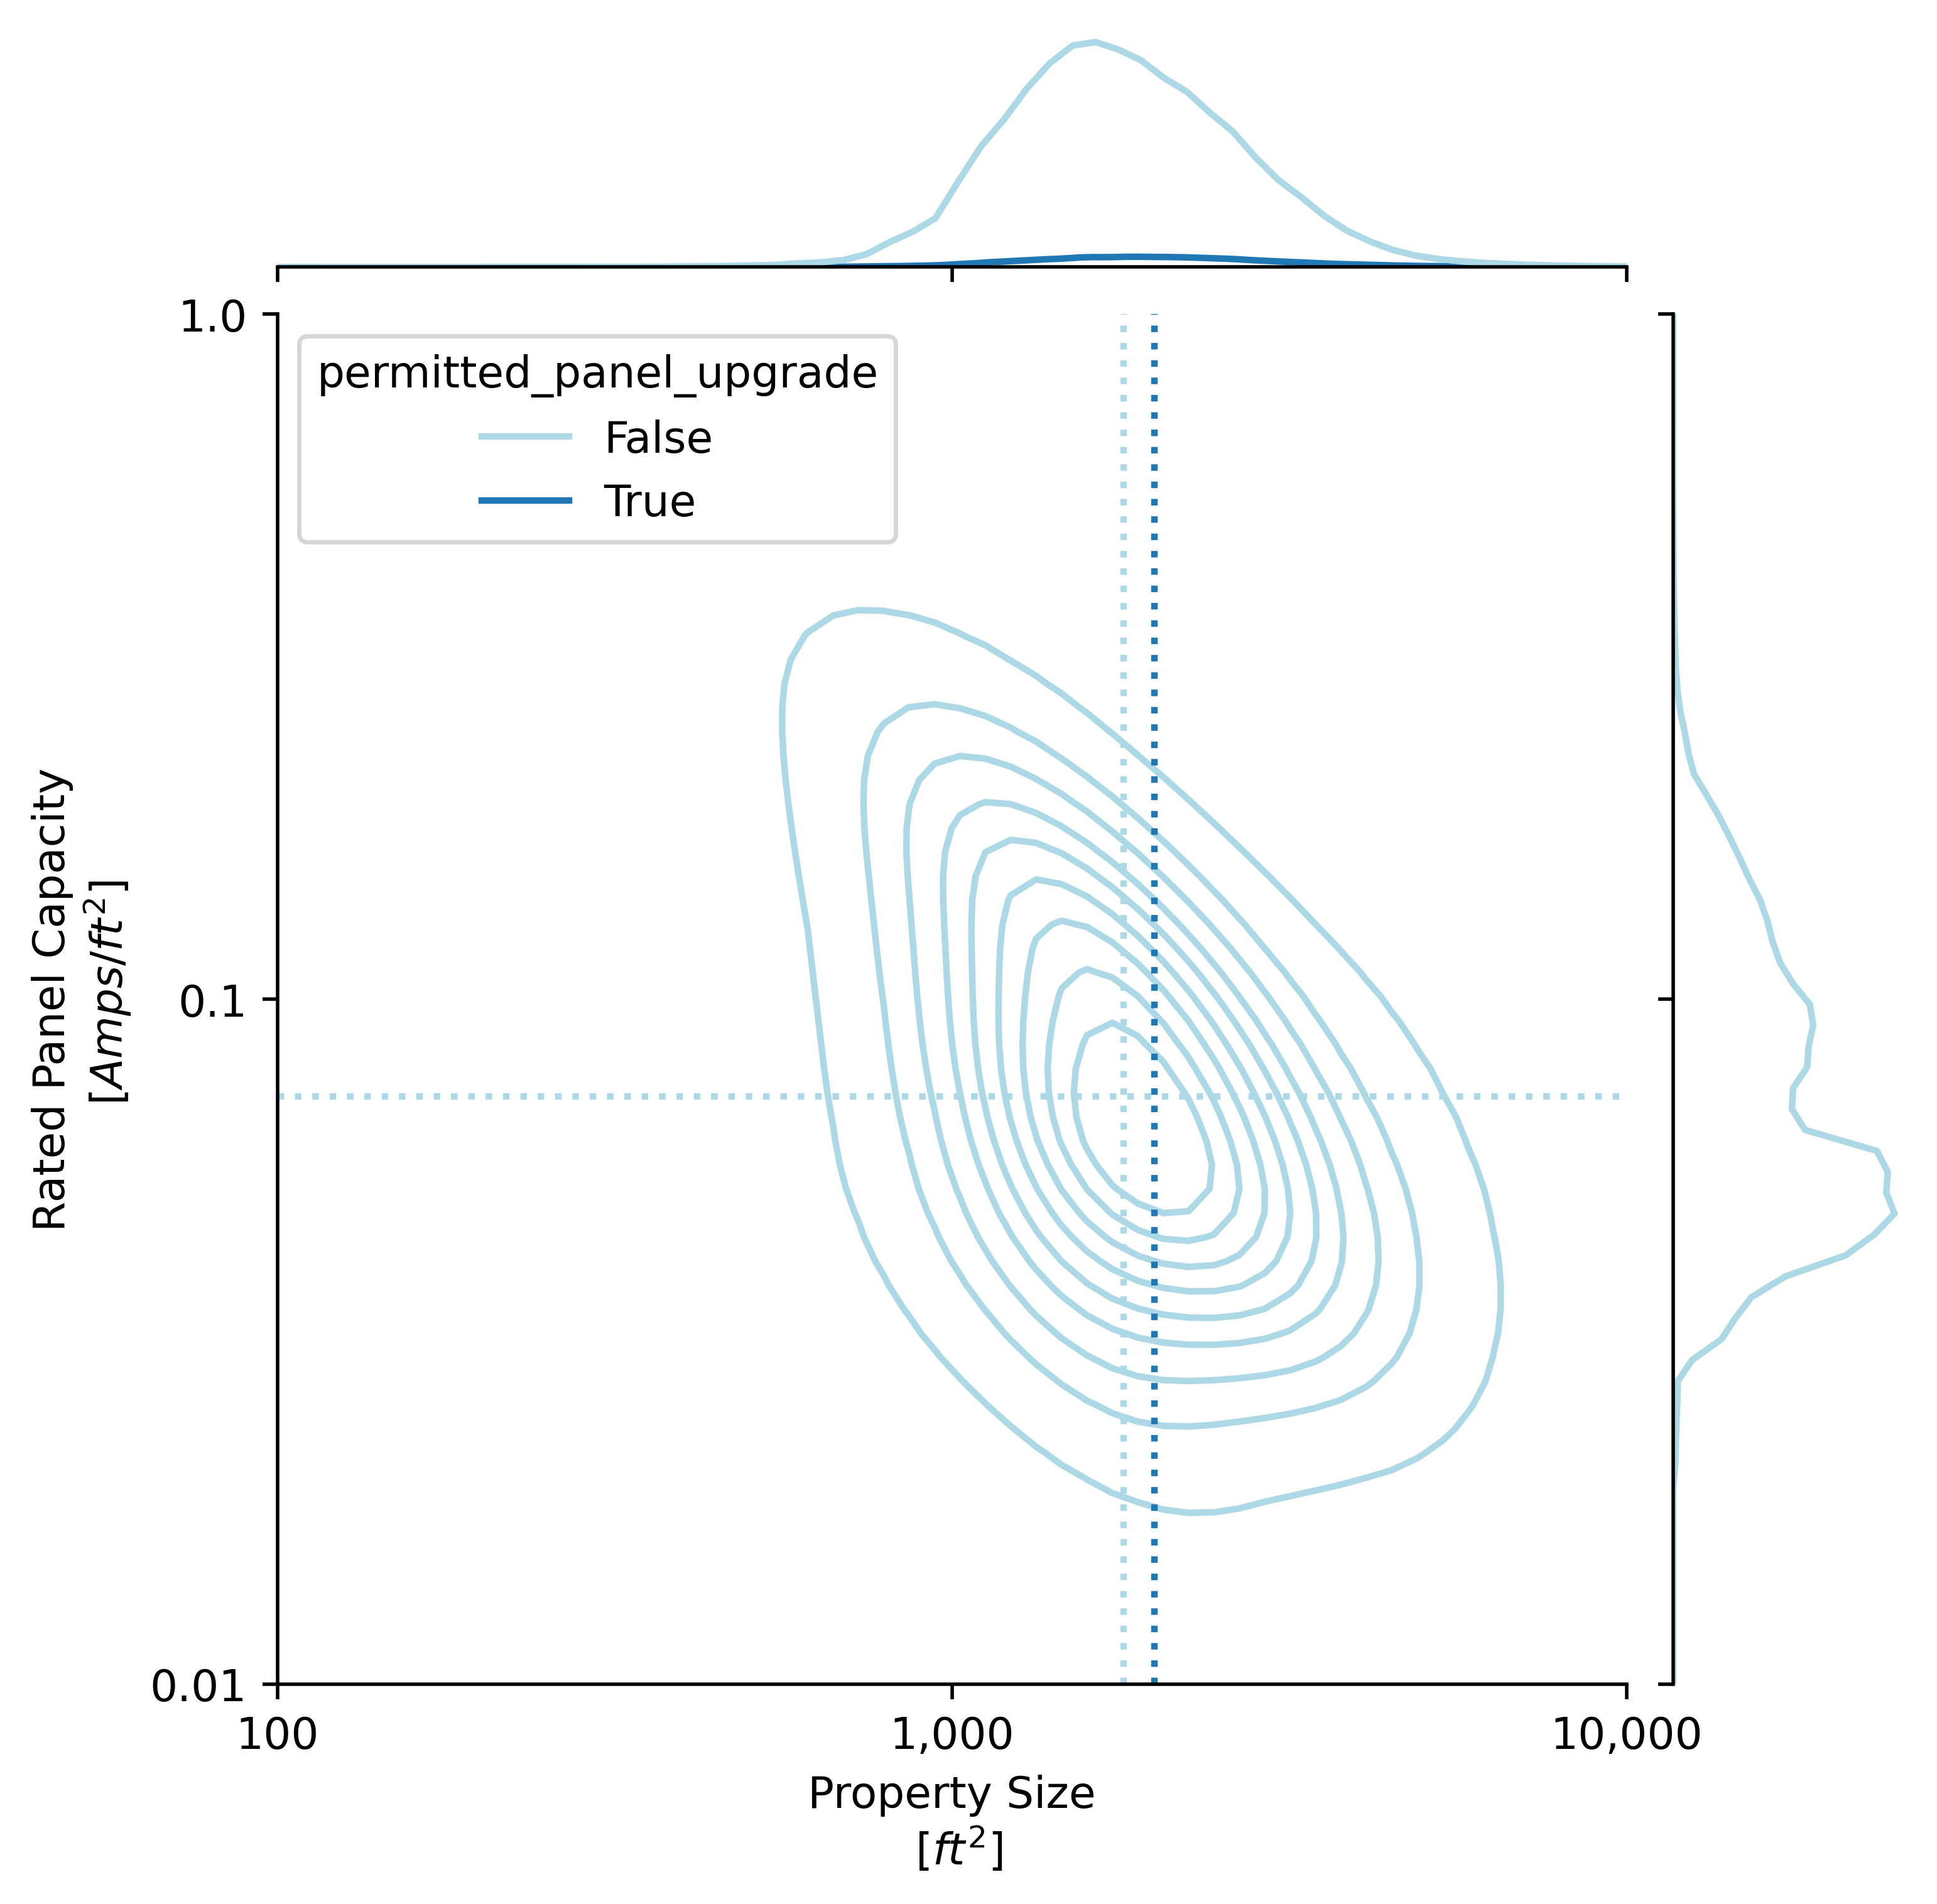 1.0
permitted_panel_upgrade
False
True
Rated Panel Capacity
[Amps/ft²]
0.1
0.01
100
1,000
10,000
Property Size
[ft²]